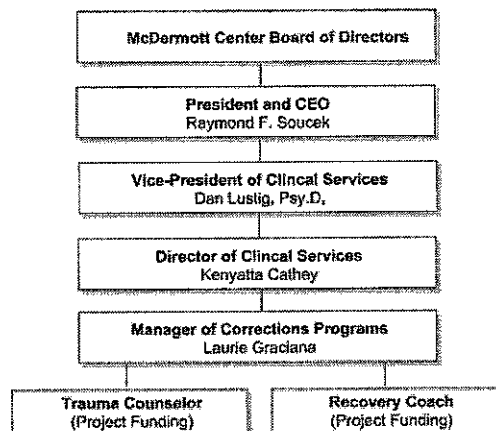 McDermott Center Board of Directors
President and CEO
Raymond F. Soucek
Vice-President of Clincal Services
Dan Lustig, Psy.D.
Director of Clincal Services
Kenyatta Cathey
Manager of Corrections Programs
Laurie Graciana
Trauma Counselor
(Project Funding)
Recovery Coach
(Project Funding)